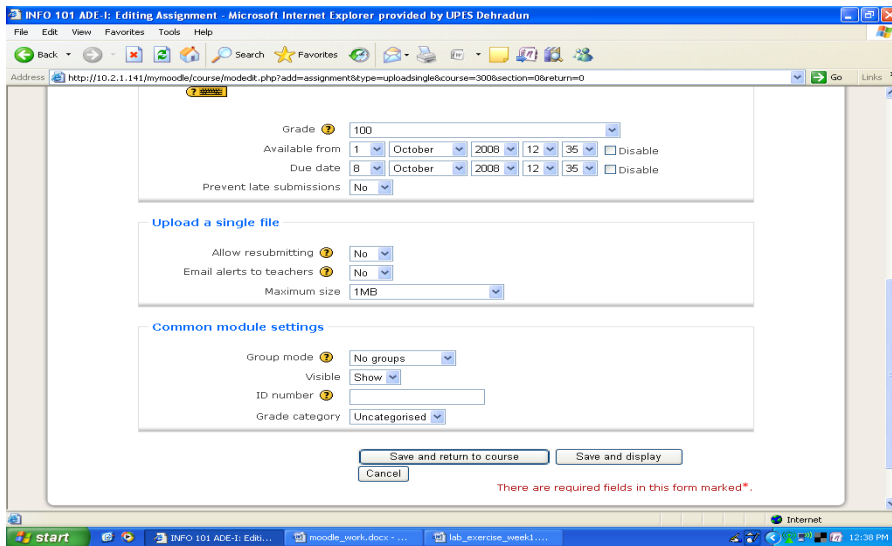 INFO 101 ADE-I: Editing Assignment - Microsoft Internet Explorer provided by UPES Dehradun
File Edit View Favorites Tools Help
Back Search Favorites
Address http://10.2.1.141/mymoodle/course/modedit.php?add=assignment&type=uploadsingle&course=300&section=0&return=0 Go Links
Grade 100
Available from 1 October 2008 12 35 Disable
Due date 8 October 2008 12 35 Disable
Prevent late submissions No
Upload a single file
Allow resubmitting No
Email alerts to teachers No
Maximum size 1MB
Common module settings
Group mode No groups
Visible Show
ID number
Grade category Uncategorised
Save and return to course Save and display
Cancel
There are required fields in this form marked*.
Internet
start INFO 101 ADE-I: Editi... moodle_work.docx - ... lab_exercise_week1.... 12:38 PM